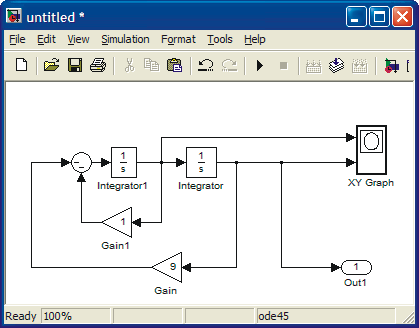 untitled *
File Edit View Simulation Format Tools Help
1
s
Integrator1
1
s
Integrator
XY Graph
1
Gain1
9
Gain
1
Out1
Ready 100% ode45